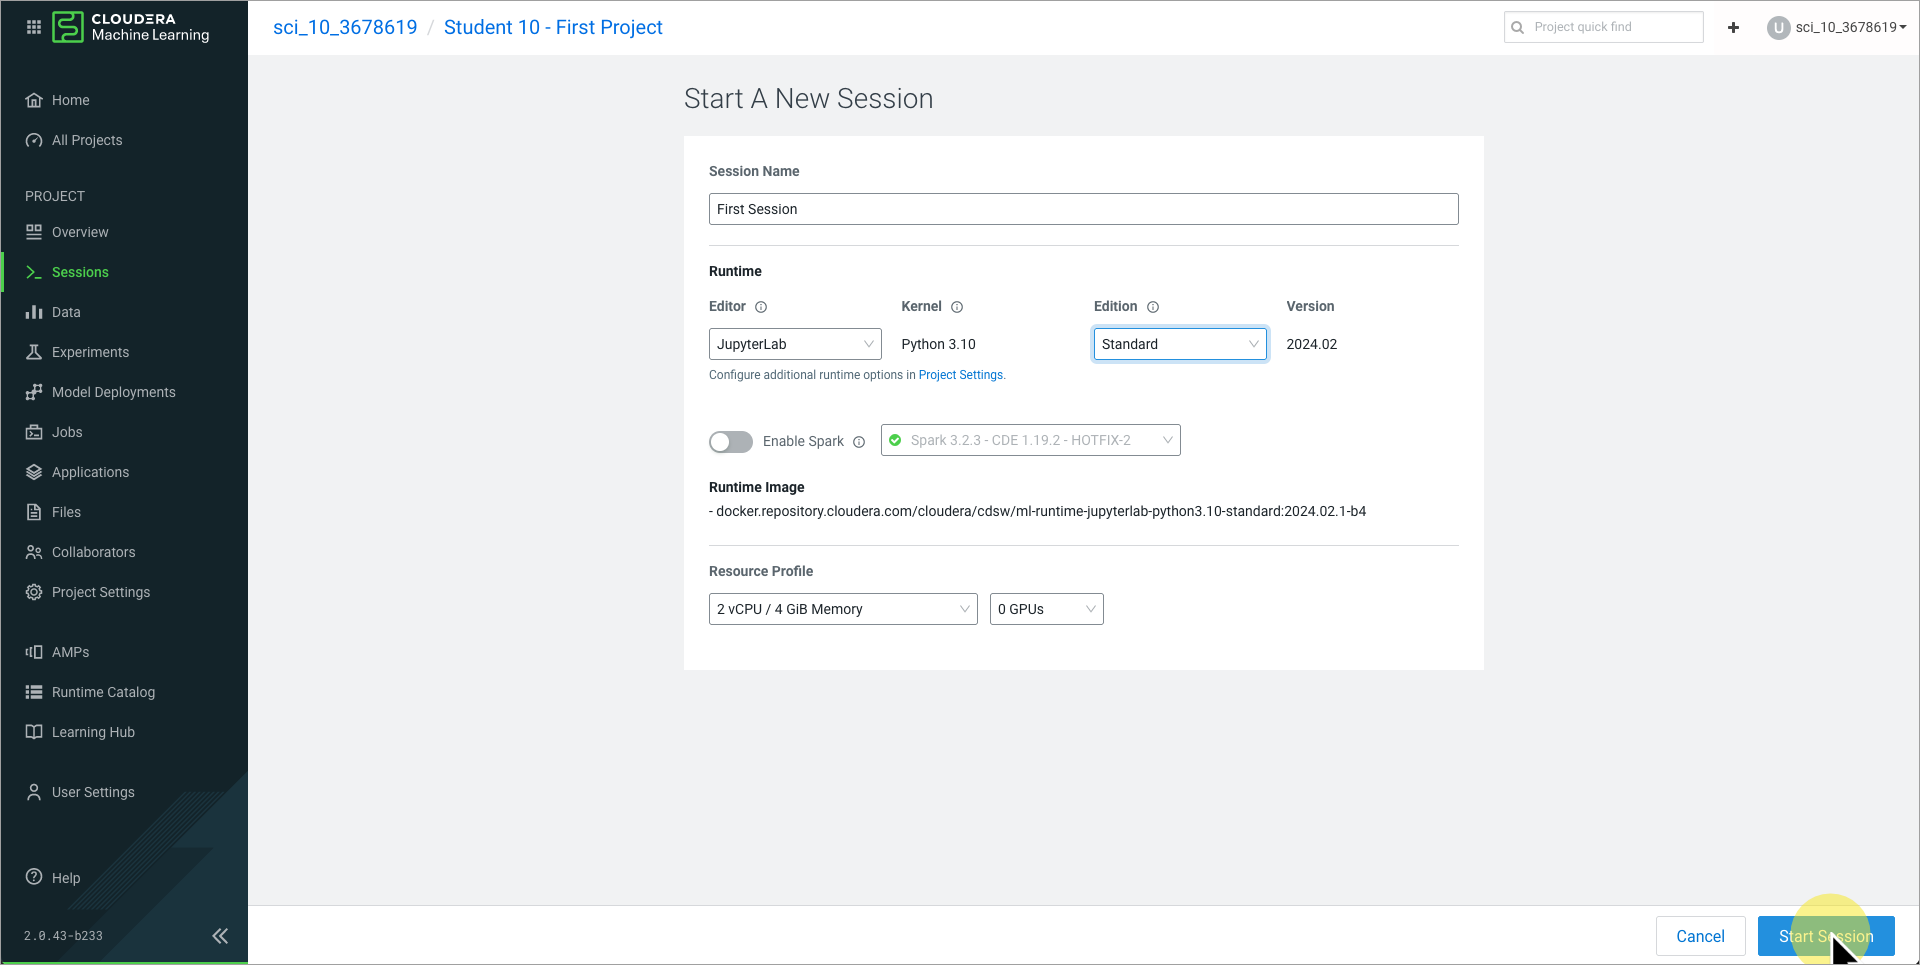 CLOUDERA
Machine Learning
sci_10_3678619 / Student 10 - First Project
Project quick find
+
U
sci_10_3678619
Home
All Projects
PROJECT
Overview
Sessions
Data
Experiments
Model Deployments
Jobs
Applications
Files
Collaborators
Project Settings
AMPs
Runtime Catalog
Learning Hub
User Settings
Help
2.0.43-b233
Start A New Session
Session Name
First Session
Runtime
Editor Kernel Edition Version
JupyterLab Python 3.10 Standard 2024.02
Configure additional runtime options in Project Settings.
Enable Spark Spark 3.2.3 - CDE 1.19.2 - HOTFIX-2
Runtime Image
- docker.repository.cloudera.com/cloudera/cdsw/ml-runtime-jupyterlab-python3.10-standard:2024.02.1-b4
Resource Profile
2 vCPU / 4 GiB Memory 0 GPUs
Cancel Start Session